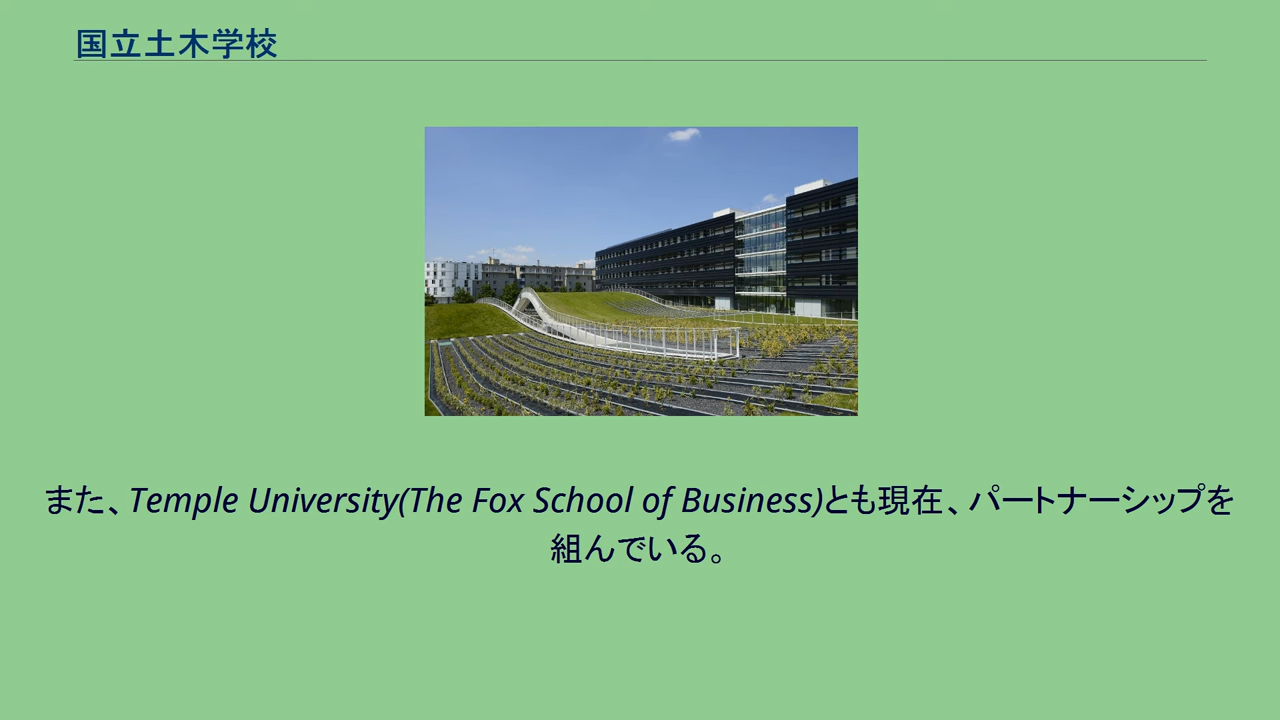 国立土木学校
また、Temple University(The Fox School of Business)とも現在、パートナーシップを
組んでいる。